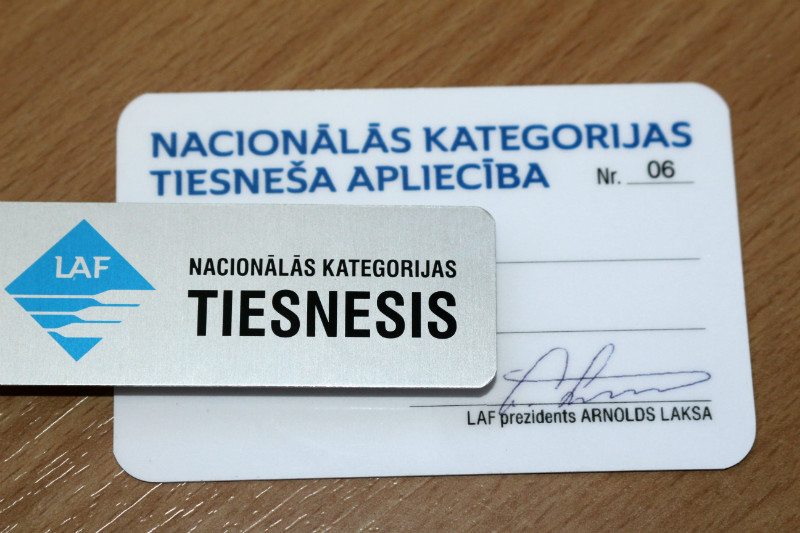 NACIONĀLĀS KATEGORIJAS
TIESNEŠA APLIECĪBA
Nr. 06
LAF
NACIONĀLĀS KATEGORIJAS
TIESNESIS
LAF prezidents ARNOLDS LAKSA